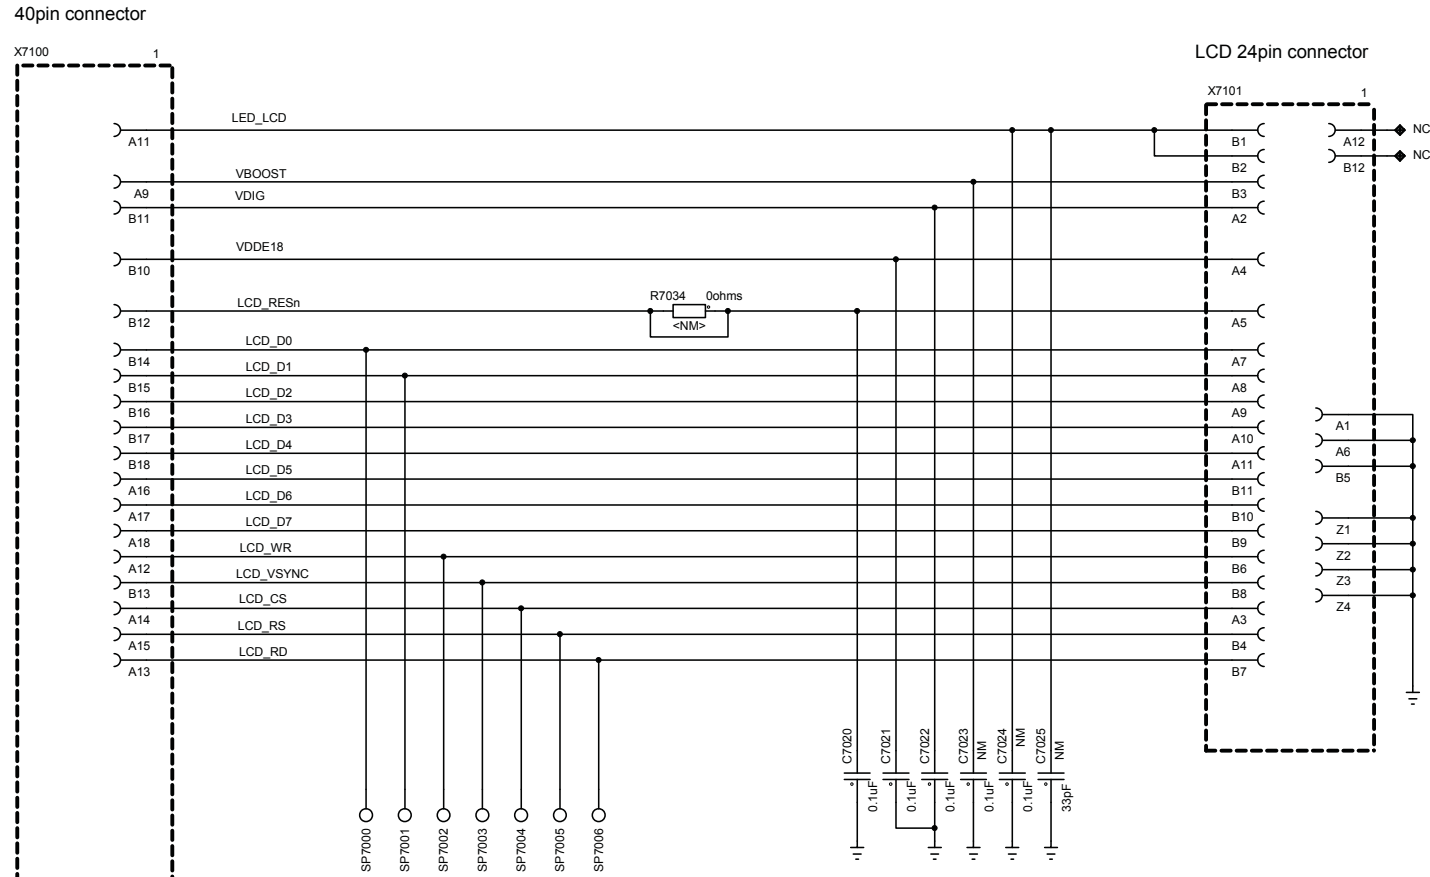 40pin connector
X7100 1
LCD 24pin connector
X7101 1
LED_LCD
A11
B1
A12
NC
B2
B12
NC
VBOOST
A9
B3
VDIG
B11
A2
VDDE18
B10
A4
LCD_RESn
R7034 0ohms
<NM>
B12
A5
LCD_D0
B14
A7
LCD_D1
B15
A8
LCD_D2
B16
A9
LCD_D3
B17
A10
A1
LCD_D4
B18
A11
A6
LCD_D5
A16
B11
B5
LCD_D6
A17
B10
LCD_D7
A18
B9
Z1
LCD_WR
A12
B6
Z2
LCD_VSYNC
B13
B8
Z3
LCD_CS
A14
A3
Z4
LCD_RS
A15
B4
LCD_RD
A13
B7
SP7000
SP7001
SP7002
SP7003
SP7004
SP7005
SP7006
C7020
0.1uF
C7021
0.1uF
C7022
0.1uF
C7023
NM
0.1uF
C7024
NM
0.1uF
C7025
NM
33pF